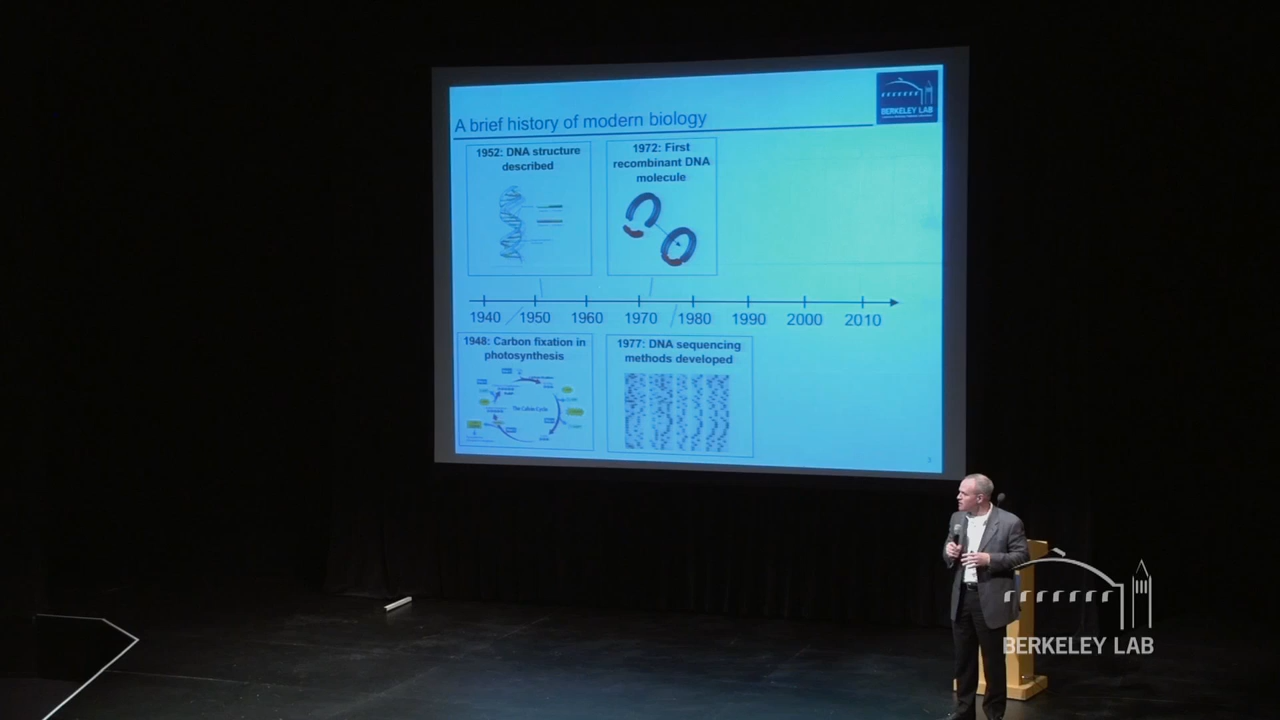 A brief history of modern biology
BERKELEY LAB
1952: DNA structure
described
1972: First
recombinant DNA
molecule
1940 1950 1960 1970 1980 1990 2000 2010
1948: Carbon fixation in
photosynthesis
The Calvin Cycle
1977: DNA sequencing
methods developed
3
BERKELEY LAB